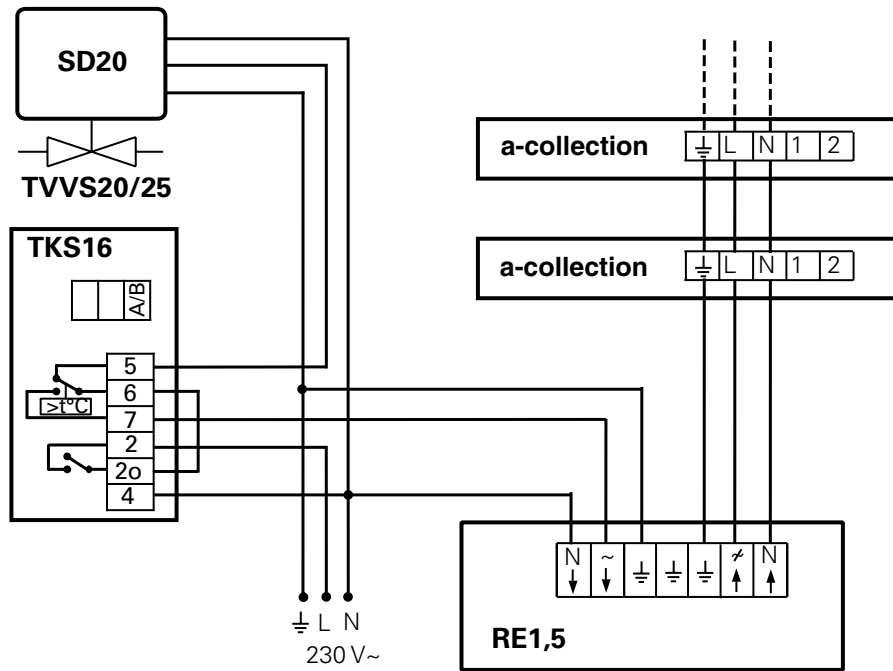 SD20
TVVS20/25
TKS16
A/B
5
6
>t°C
7
2
2o
4
⏚ L N
230 V~
a-collection ⏚ L N 1 2
a-collection ⏚ L N 1 2
N ~ ⏚ ⏚ ⏚ ≁ N
↓ ↓ ↑ ↑
RE1,5